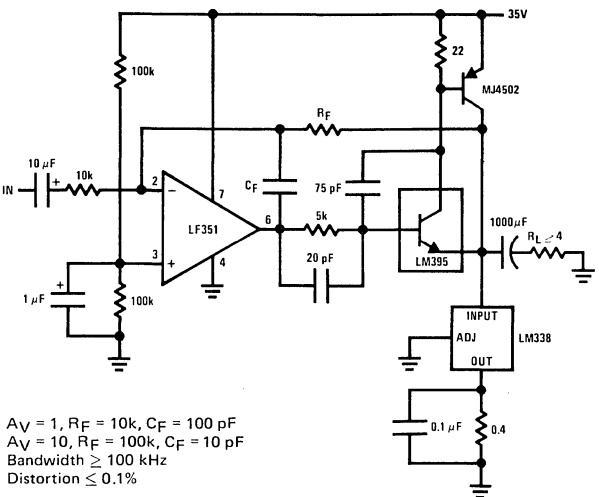 35V
100k
22
MJ4502
RF
10 μF
+
10k
IN
2
−
7
CF
75 pF
LF351
6
5k
1000μF
RL ≤ 4
3
+
4
20 pF
LM395
+
1 μF
100k
INPUT
ADJ
LM338
OUT
0.1 μF
0.4
AV = 1, RF = 10k, CF = 100 pF
AV = 10, RF = 100k, CF = 10 pF
Bandwidth ≥ 100 kHz
Distortion ≤ 0.1%